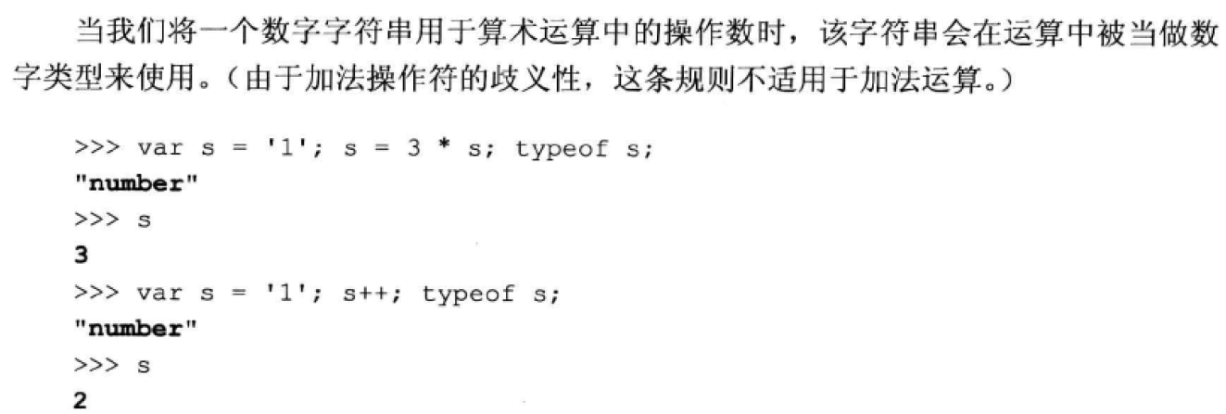 当我们将一个数字字符串用于算术运算中的操作数时，该字符串会在运算中被当做数
字类型来使用。（由于加法操作符的歧义性，这条规则不适用于加法运算。）
>>> var s = '1'; s = 3 * s; typeof s;
"number"
>>> s
3
>>> var s = '1'; s++; typeof s;
"number"
>>> s
2